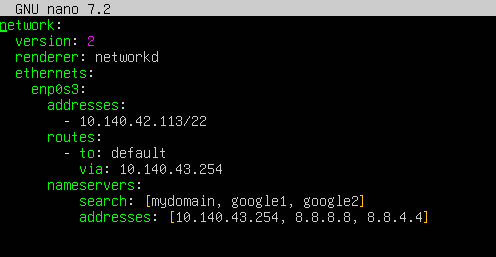 GNU nano 7.2
network:
  version: 2
  renderer: networkd
  ethernets:
    enp0s3:
      addresses:
        - 10.140.42.113/22
      routes:
        - to: default
          via: 10.140.43.254
      nameservers:
          search: [mydomain, google1, google2]
          addresses: [10.140.43.254, 8.8.8.8, 8.8.4.4]